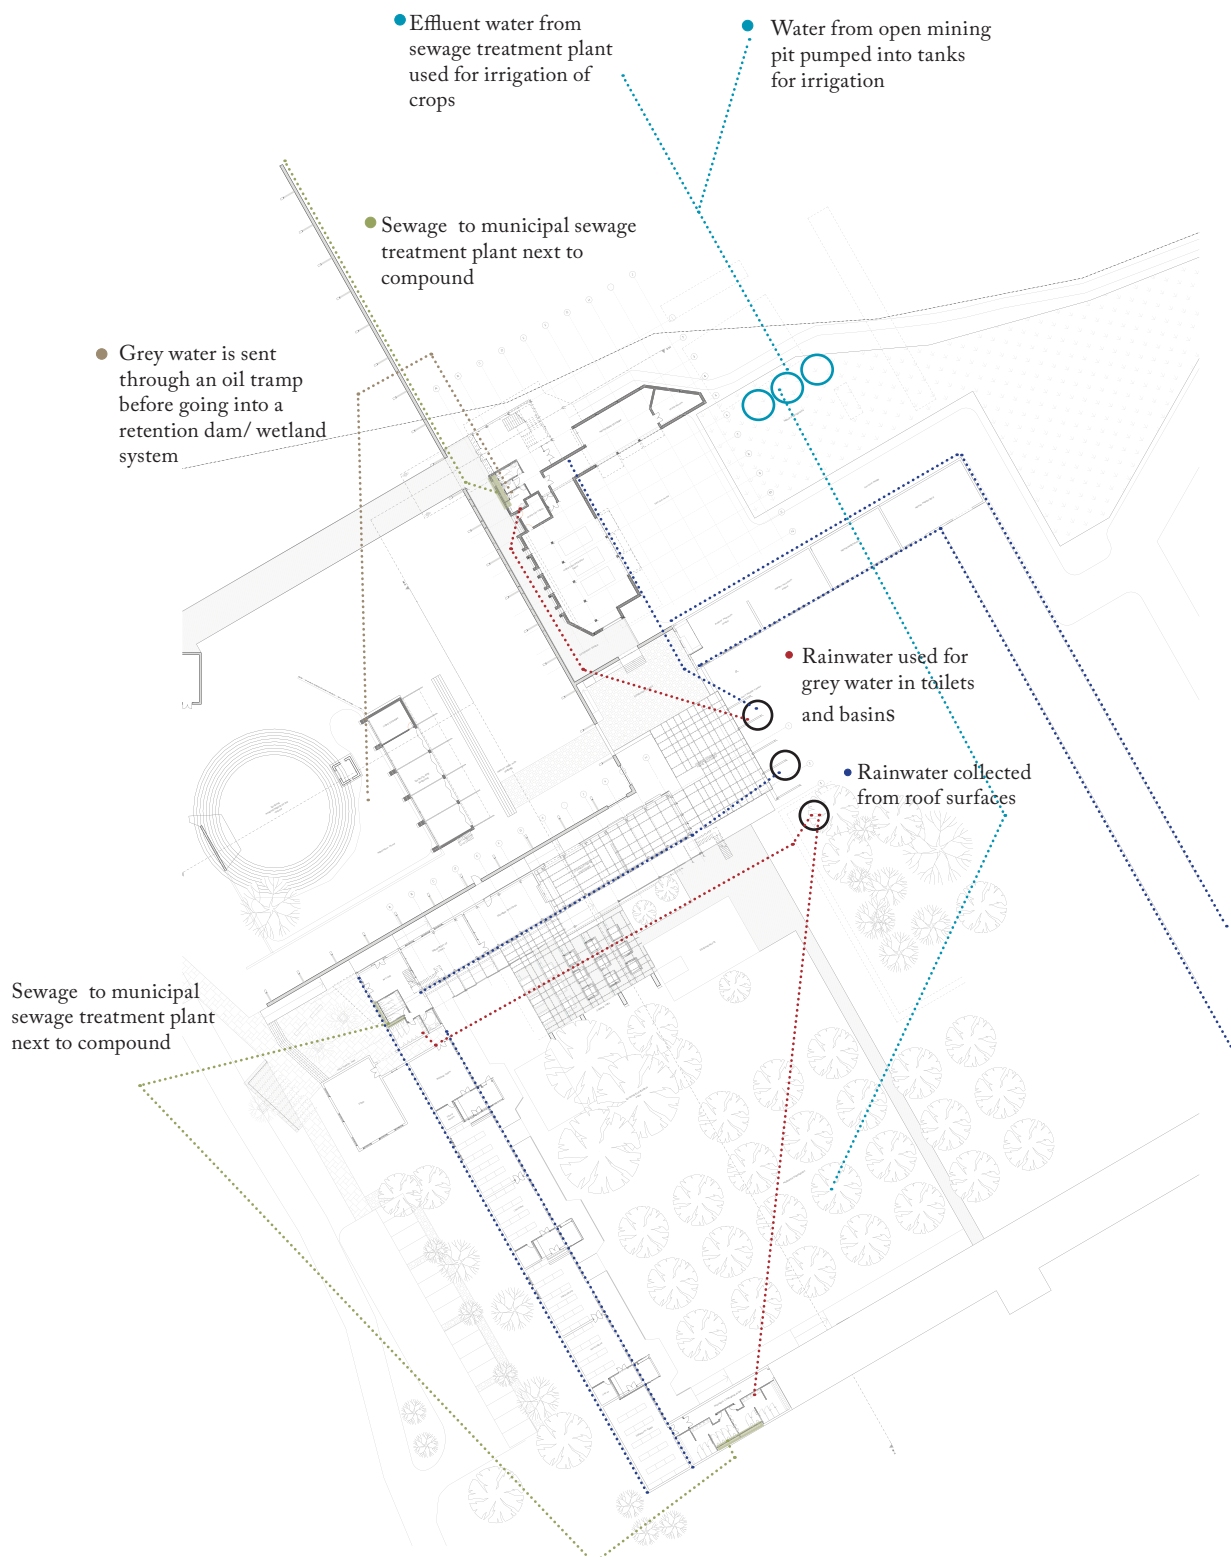 Effluent water from
sewage treatment plant
used for irrigation of
crops
Water from open mining
pit pumped into tanks
for irrigation
Sewage to municipal sewage
treatment plant next to
compound
Grey water is sent
through an oil tramp
before going into a
retention dam/ wetland
system
Rainwater used for
grey water in toilets
and basins
Rainwater collected
from roof surfaces
Sewage to municipal
sewage treatment plant
next to compound